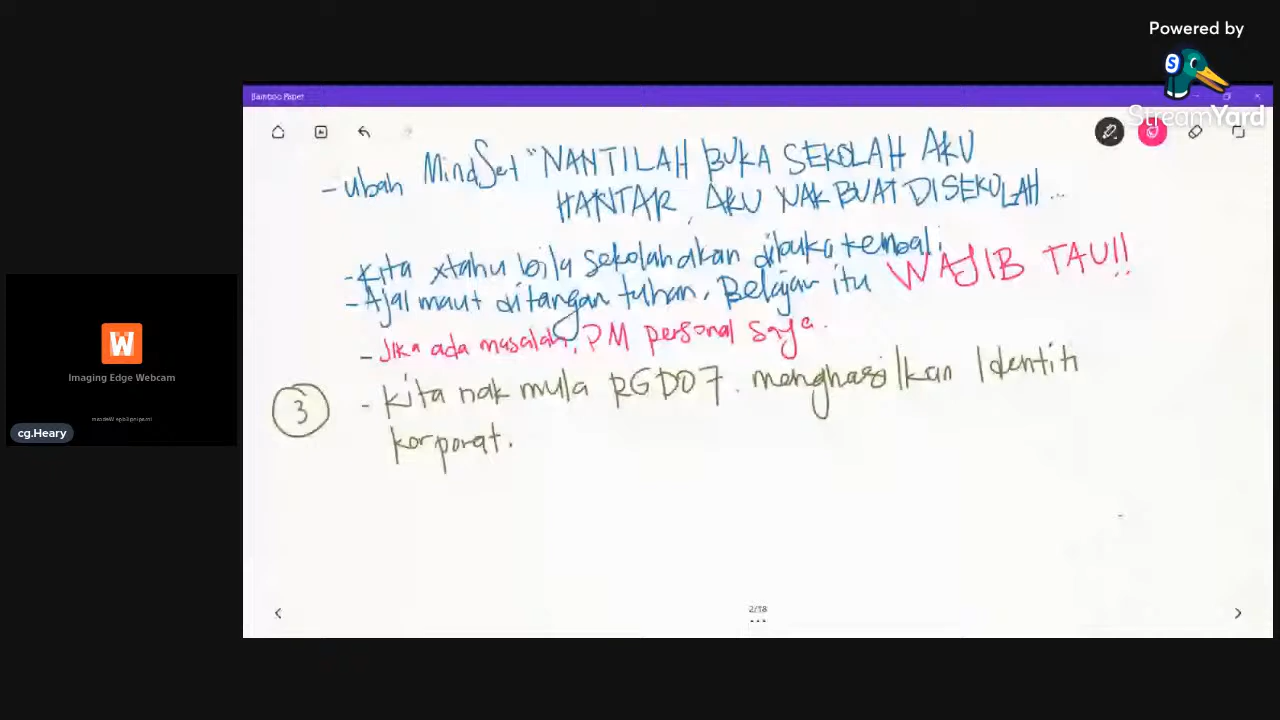 Powered by
S
StreamYard
Bamboo Paper
- Ubah MindSet "NANTILAH BUKA SEKOLAH AKU
HANTAR, AKU NAK BUAT DISEKOLAH ...
- Kita xtahu bila sekolah akan dibuka kembali
- Ajal maut ditangan tuhan, Belajar itu WAJIB TAU!!
- Jika ada masalah, PM personal saya.
3 - Kita nak mula RGD07. menghasilkan Identiti
korporat.
W
Imaging Edge Webcam
cg.Heary
2/18